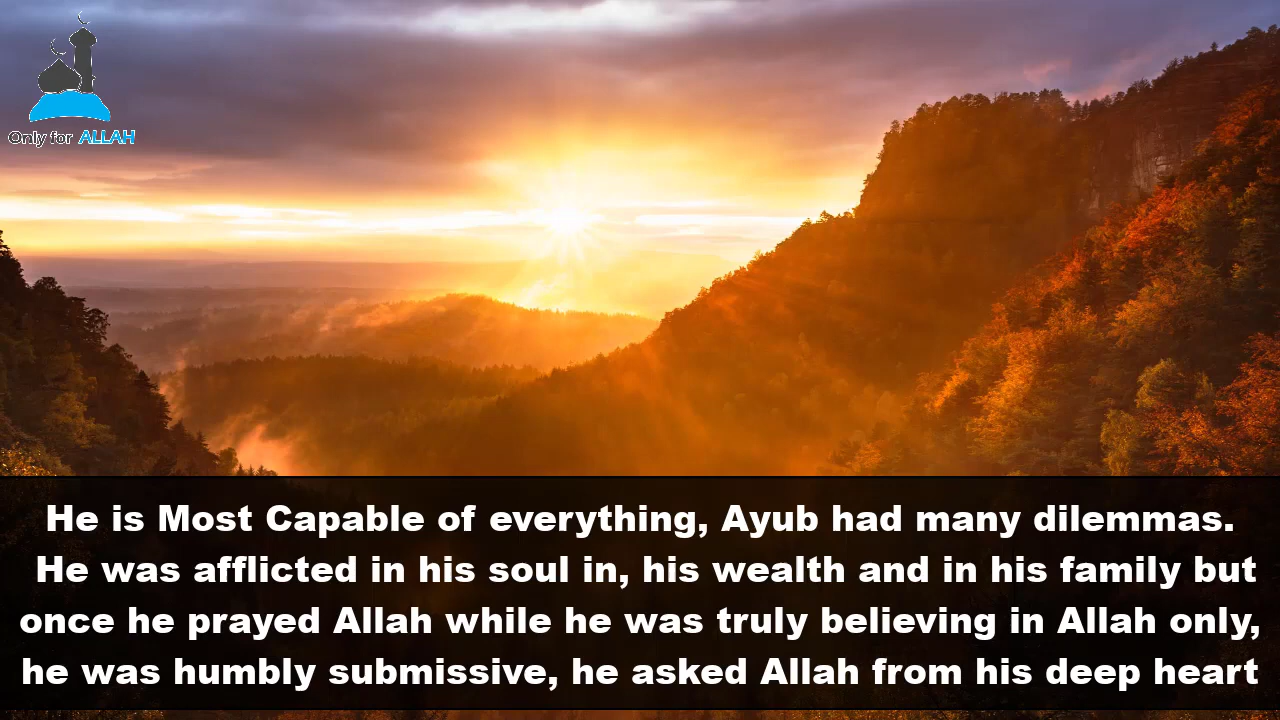 Only for ALLAH
He is Most Capable of everything, Ayub had many dilemmas.
He was afflicted in his soul in, his wealth and in his family but
once he prayed Allah while he was truly believing in Allah only,
he was humbly submissive, he asked Allah from his deep heart